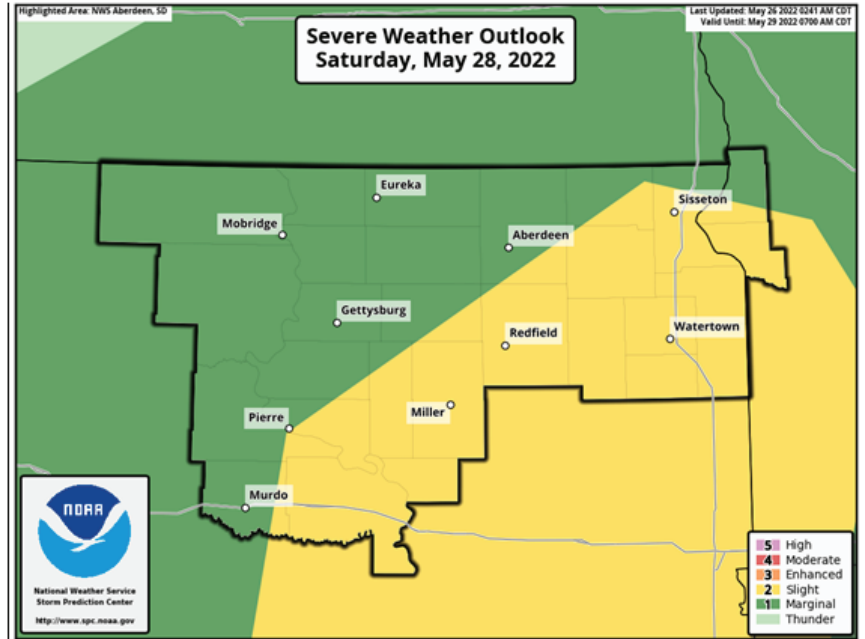 Highlighted Area: NWS Aberdeen, SD
Last Updated: May 26 2022 0241 AM CDT
Valid Until: May 29 2022 0700 AM CDT
Severe Weather Outlook
Saturday, May 28, 2022
Eureka
Sisseton
Mobridge
Aberdeen
Gettysburg
Redfield
Watertown
Miller
Pierre
Murdo
NOAA
National Weather Service
Storm Prediction Center
http://www.spc.noaa.gov
5 High
4 Moderate
3 Enhanced
2 Slight
1 Marginal
Thunder